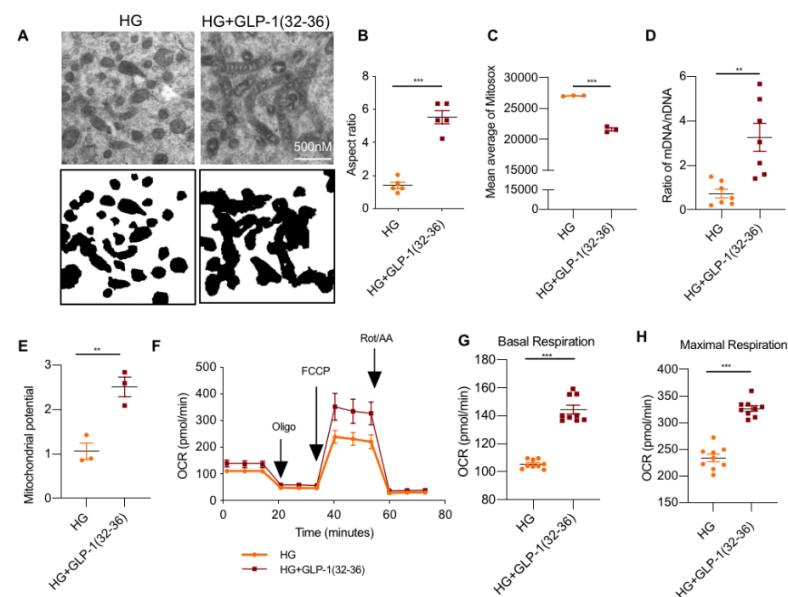 HG
HG+GLP-1(32-36)
A
500nM
B
Aspect ratio
8
6
4
2
0
***
HG
HG+GLP-1(32-36)
C
Mean average of Mitosox
30000
25000
20000
15000
15000
0
***
HG
HG+GLP-1(32-36)
D
Ratio of mDNA/nDNA
6
4
2
0
**
HG
HG+GLP-1(32-36)
E
Mitochondrial potential
3
2
1
0
**
HG
HG+GLP-1(32-36)
F
OCR (pmol/min)
500
400
300
200
100
0
Oligo
FCCP
Rot/AA
0
20
40
60
80
Time (minutes)
HG
HG+GLP-1(32-36)
G
Basal Respiration
OCR (pmol/min)
180
160
140
120
100
80
***
HG
HG+GLP-1(32-36)
H
Maximal Respiration
OCR (pmol/min)
400
350
300
250
200
150
***
HG
HG+GLP-1(32-36)